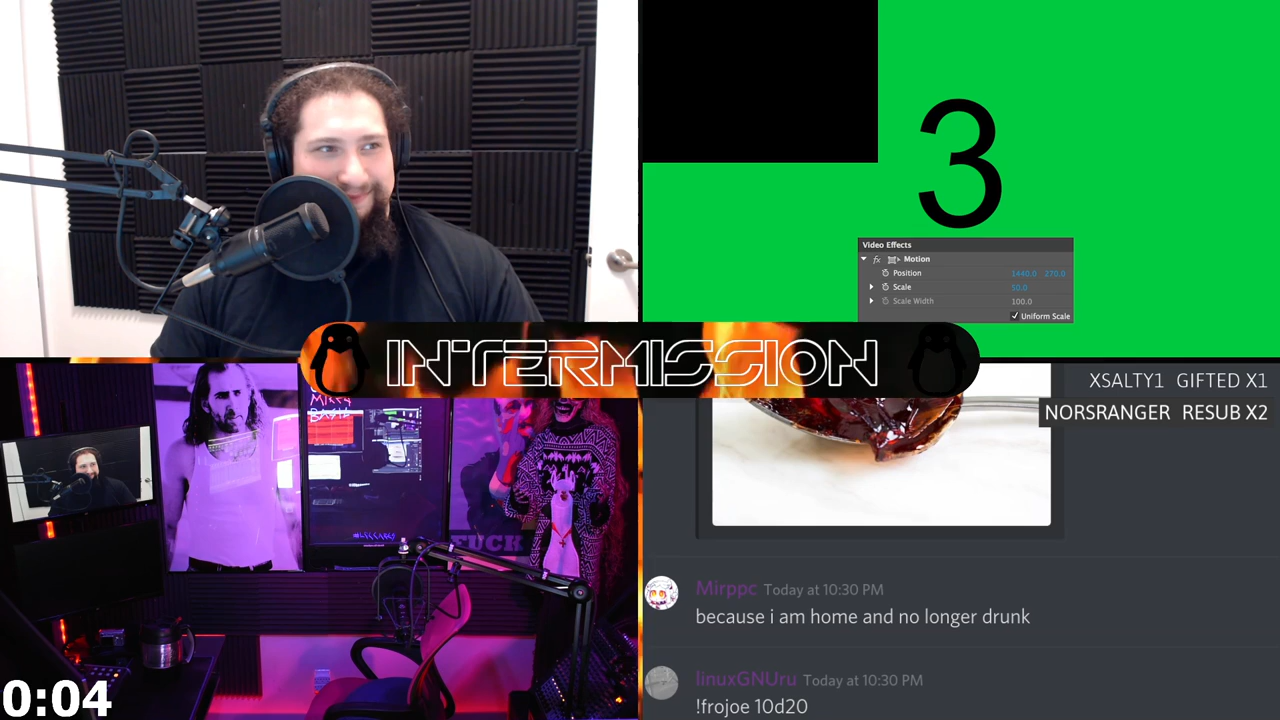 3
Video Effects
fx Motion
Position 1440.0 270.0
Scale 50.0
Scale Width 100.0
Uniform Scale
INTERMISSION
XSALTY1 GIFTED X1
NORSRANGER RESUB X2
FUCK
Mirppc Today at 10:30 PM
because i am home and no longer drunk
linuxGNUru Today at 10:30 PM
!frojoe 10d20
0:04